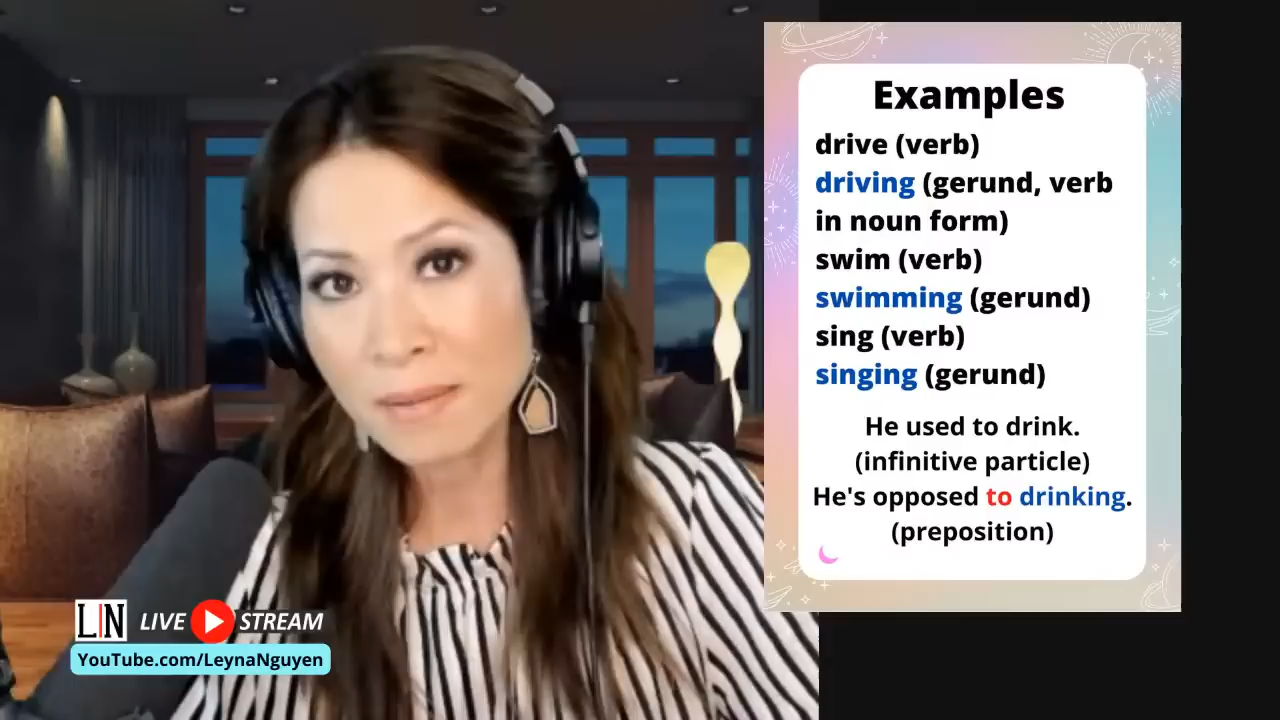 Examples
drive (verb)
driving (gerund, verb
in noun form)
swim (verb)
swimming (gerund)
sing (verb)
singing (gerund)
He used to drink.
(infinitive particle)
He's opposed to drinking.
(preposition)
LN LIVE STREAM
YouTube.com/LeynaNguyen